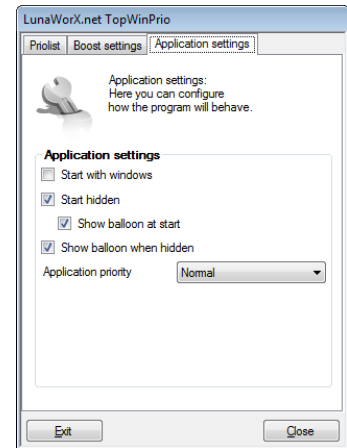 LunaWorX.net TopWinPrio
Priolist Boost settings Application settings
Application settings:
Here you can configure
how the program will behave.
Application settings
Start with windows
Start hidden
Show balloon at start
Show balloon when hidden
Application priority Normal
Exit Close